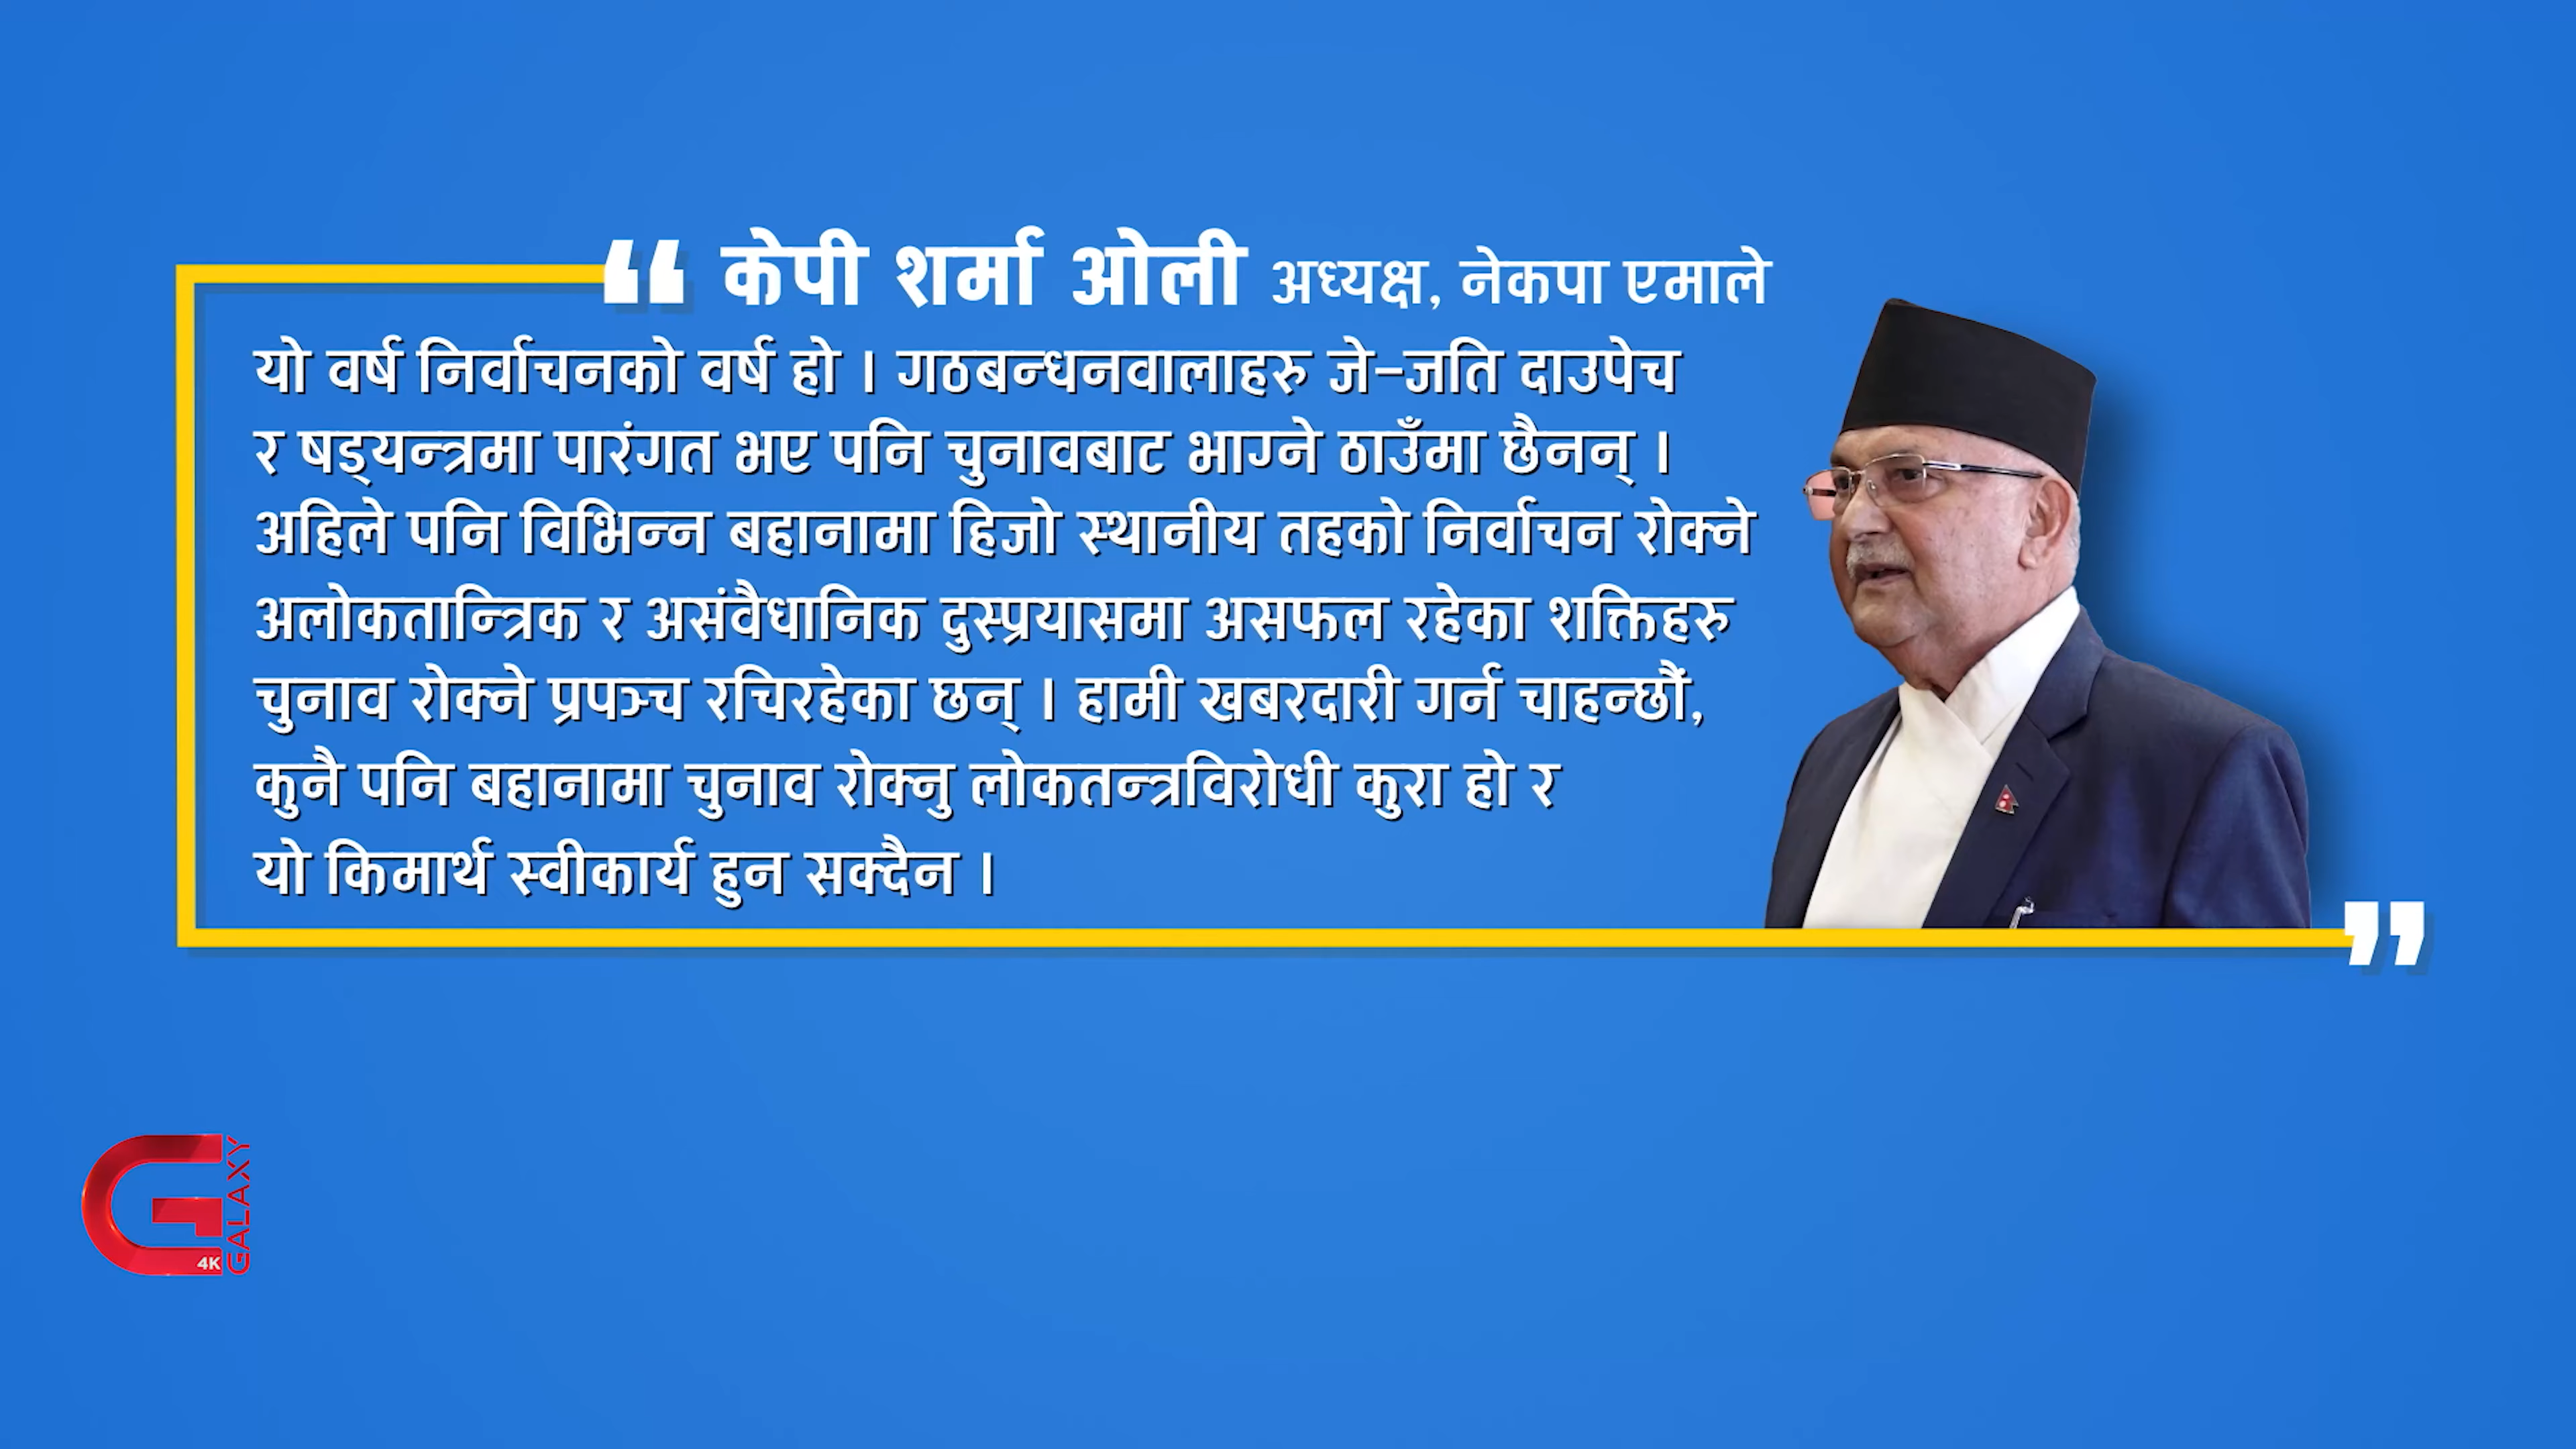 केपी शर्मा ओली अध्यक्ष, नेकपा एमाले
यो वर्ष निर्वाचनको वर्ष हो । गठबन्धनवालाहरु जे-जति दाउपेच
र षड्यन्त्रमा पारंगत भए पनि चुनावबाट भाग्ने ठाउँमा छैनन् ।
अहिले पनि विभिन्न बहानामा हिजो स्थानीय तहको निर्वाचन रोक्ने
अलोकतान्त्रिक र असंवैधानिक दुस्प्रयासमा असफल रहेका शक्तिहरु
चुनाव रोक्ने प्रपञ्च रचिरहेका छन् । हामी खबरदारी गर्न चाहन्छौं,
कुनै पनि बहानामा चुनाव रोक्नु लोकतन्त्रविरोधी कुरा हो र
यो किमार्थ स्वीकार्य हुन सक्दैन ।
GALAXY
4K